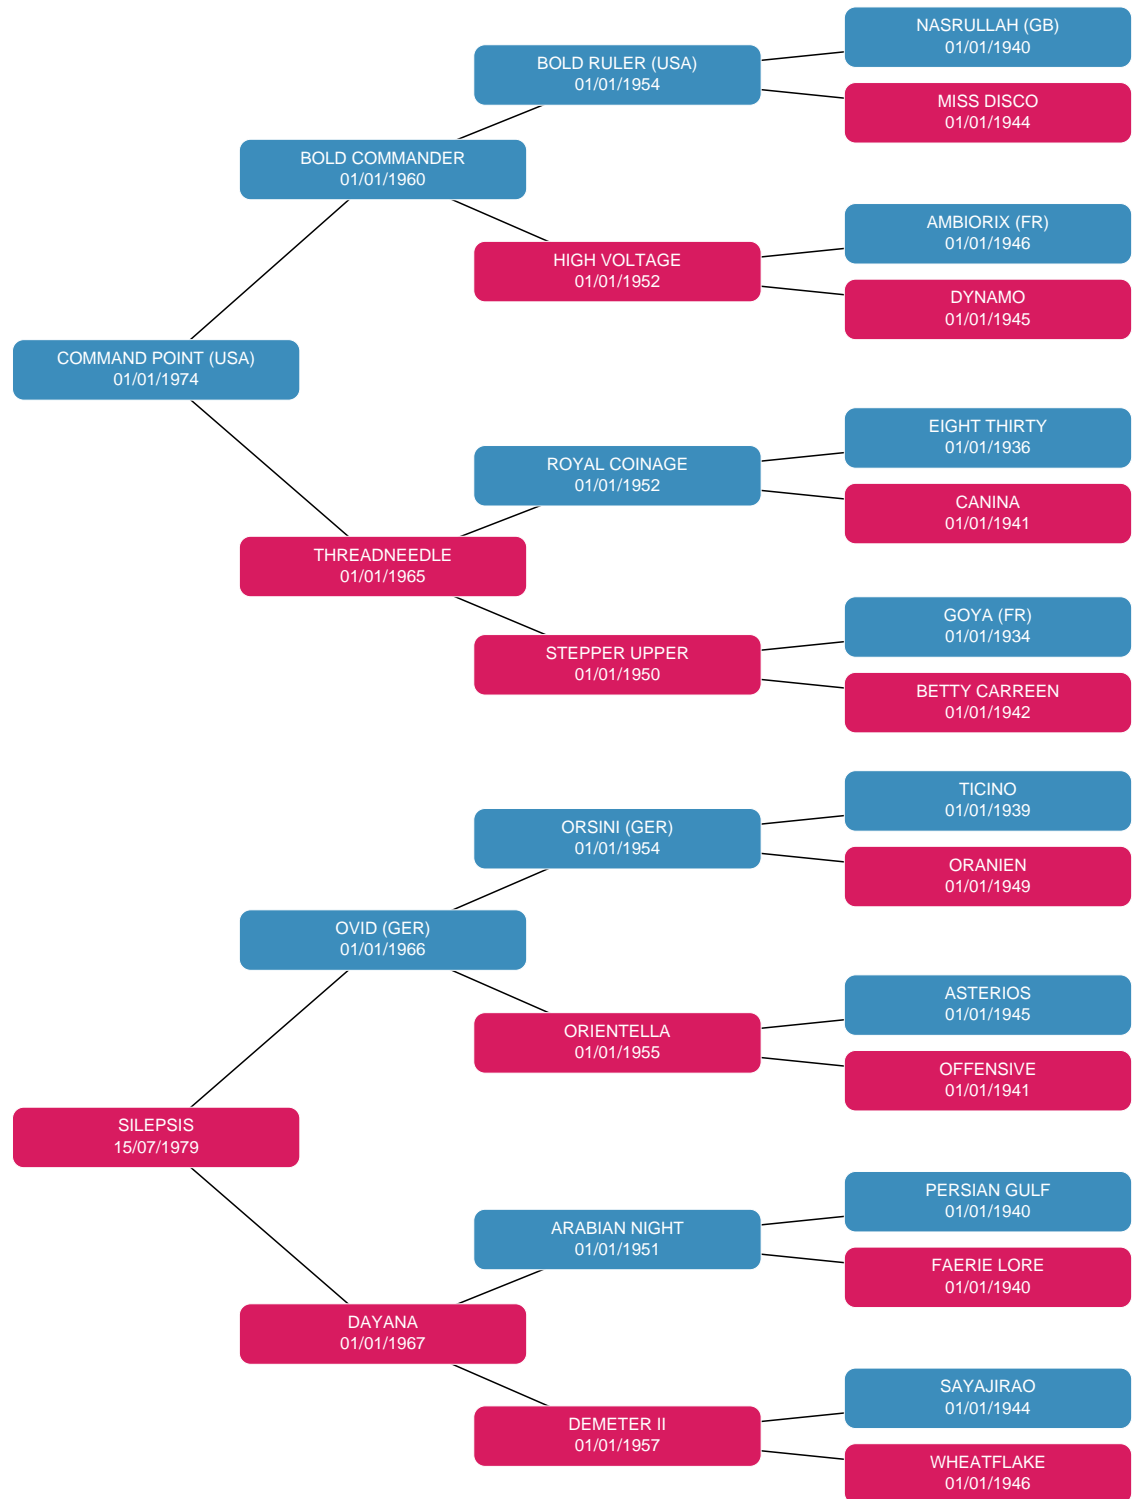 NASRULLAH (GB)
01/01/1940
BOLD RULER (USA)
01/01/1954
MISS DISCO
01/01/1944
BOLD COMMANDER
01/01/1960
AMBIORIX (FR)
01/01/1946
HIGH VOLTAGE
01/01/1952
DYNAMO
01/01/1945
COMMAND POINT (USA)
01/01/1974
EIGHT THIRTY
01/01/1936
ROYAL COINAGE
01/01/1952
CANINA
01/01/1941
THREADNEEDLE
01/01/1965
GOYA (FR)
01/01/1934
STEPPER UPPER
01/01/1950
BETTY CARREEN
01/01/1942
TICINO
01/01/1939
ORSINI (GER)
01/01/1954
ORANIEN
01/01/1949
OVID (GER)
01/01/1966
ASTERIOS
01/01/1945
ORIENTELLA
01/01/1955
OFFENSIVE
01/01/1941
SILEPSIS
15/07/1979
PERSIAN GULF
01/01/1940
ARABIAN NIGHT
01/01/1951
FAERIE LORE
01/01/1940
DAYANA
01/01/1967
SAYAJIRAO
01/01/1944
DEMETER II
01/01/1957
WHEATFLAKE
01/01/1946